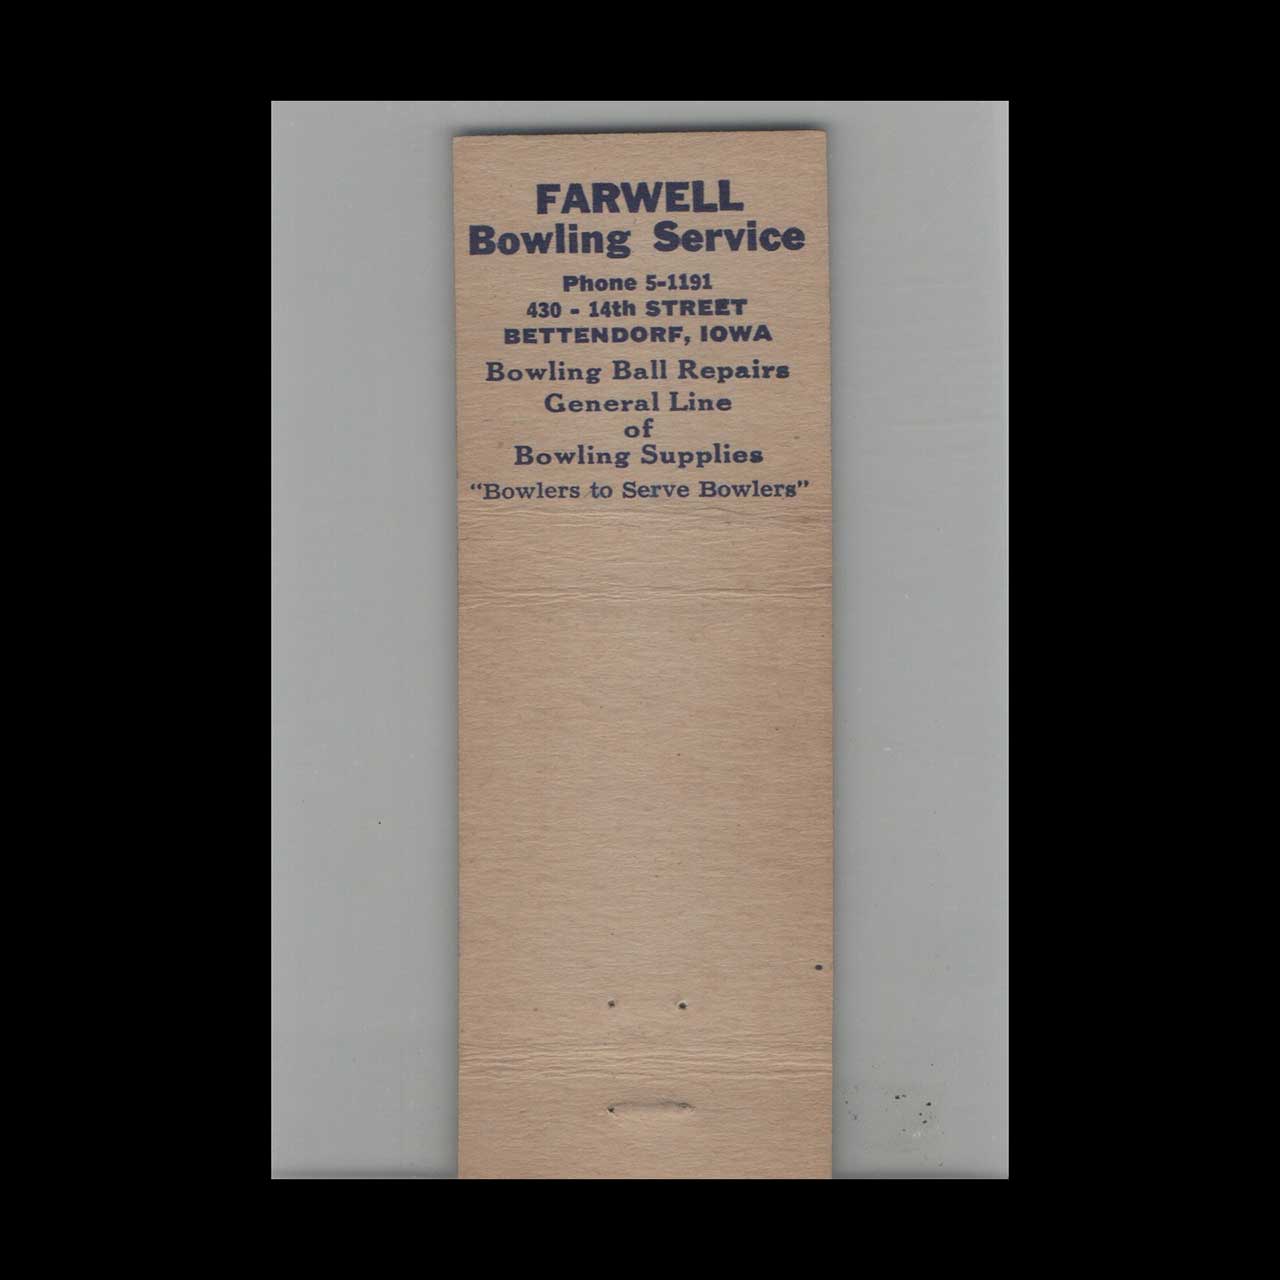 FARWELL
Bowling Service
Phone 5-1191
430 - 14th STREET
BETTENDORF, IOWA
Bowling Ball Repairs
General Line
of
Bowling Supplies
“Bowlers to Serve Bowlers”